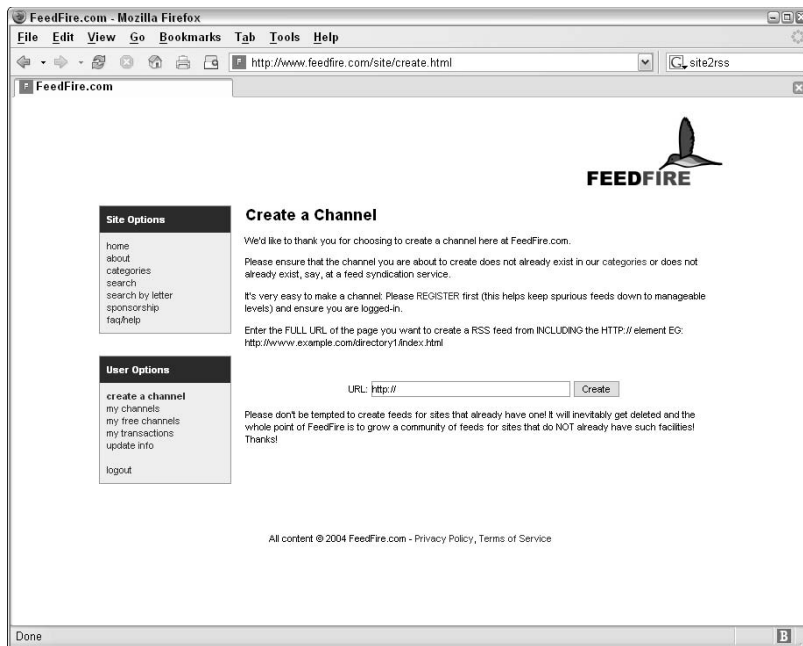 FeedFire.com - Mozilla Firefox
File Edit View Go Bookmarks Tab Tools Help
http://www.feedfire.com/site/create.html
site2rss
FeedFire.com
FEEDFIRE
Site Options
home
about
categories
search
search by letter
sponsorship
faq/help
User Options
create a channel
my channels
my free channels
my transactions
update info
logout
Create a Channel
We'd like to thank you for choosing to create a channel here at FeedFire.com.
Please ensure that the channel you are about to create does not already exist in our categories or does not
already exist, say, at a feed syndication service.
It's very easy to make a channel: Please REGISTER first (this helps keep spurious feeds down to manageable
levels) and ensure you are logged-in.
Enter the FULL URL of the page you want to create a RSS feed from INCLUDING the HTTP:// element EG:
http://www.example.com/directory1/index.html
URL: http:// Create
Please don't be tempted to create feeds for sites that already have one! It will inevitably get deleted and the
whole point of FeedFire is to grow a community of feeds for sites that do NOT already have such facilities!
Thanks!
All content © 2004 FeedFire.com - Privacy Policy, Terms of Service
Done